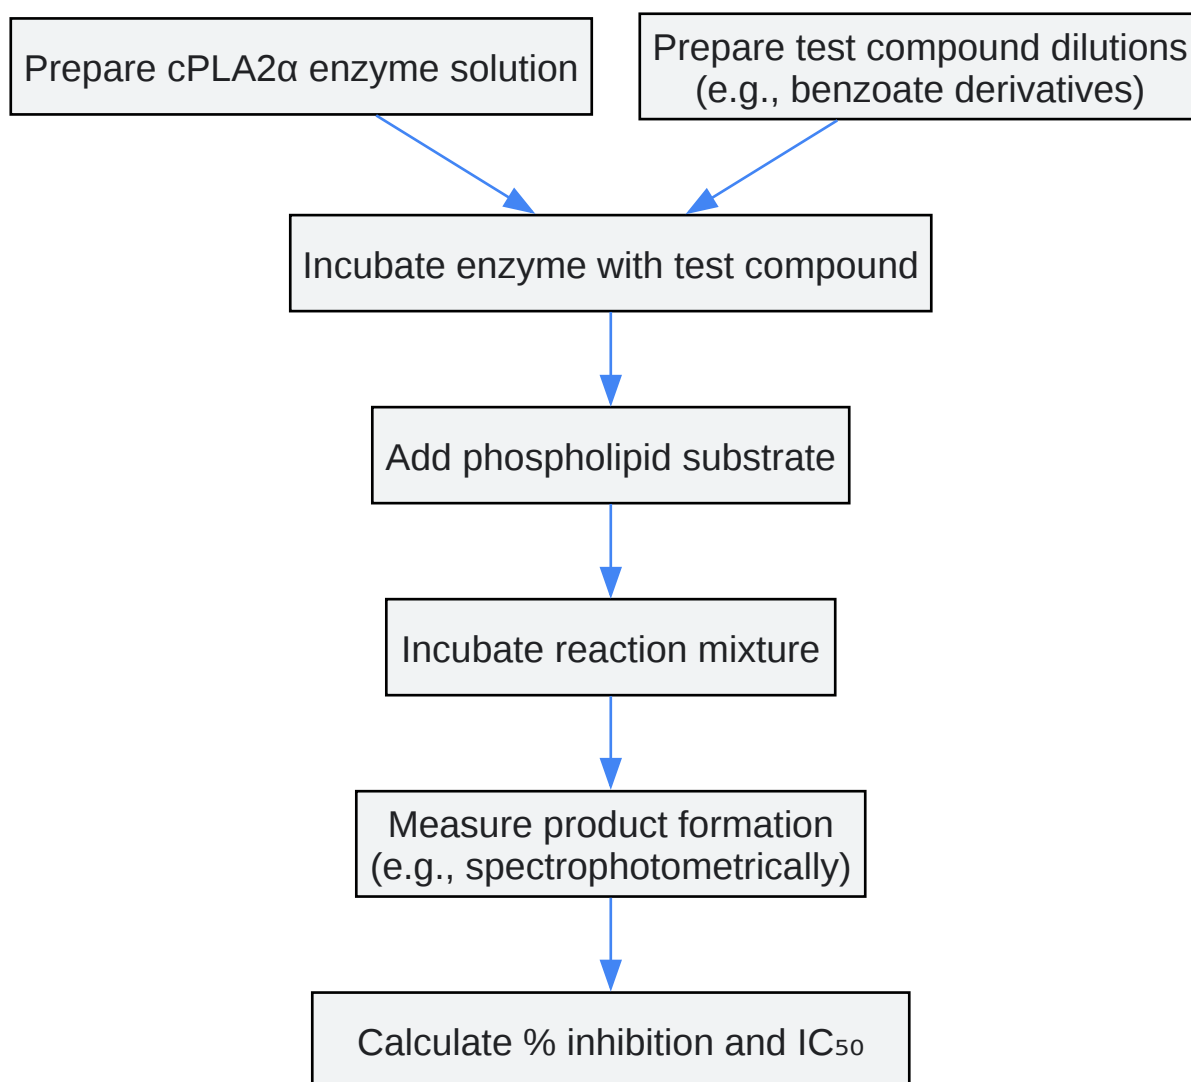 Prepare cPLA2α enzyme solution
Prepare test compound dilutions
(e.g., benzoate derivatives)
Incubate enzyme with test compound
Add phospholipid substrate
Incubate reaction mixture
Measure product formation
(e.g., spectrophotometrically)
Calculate % inhibition and IC₅₀